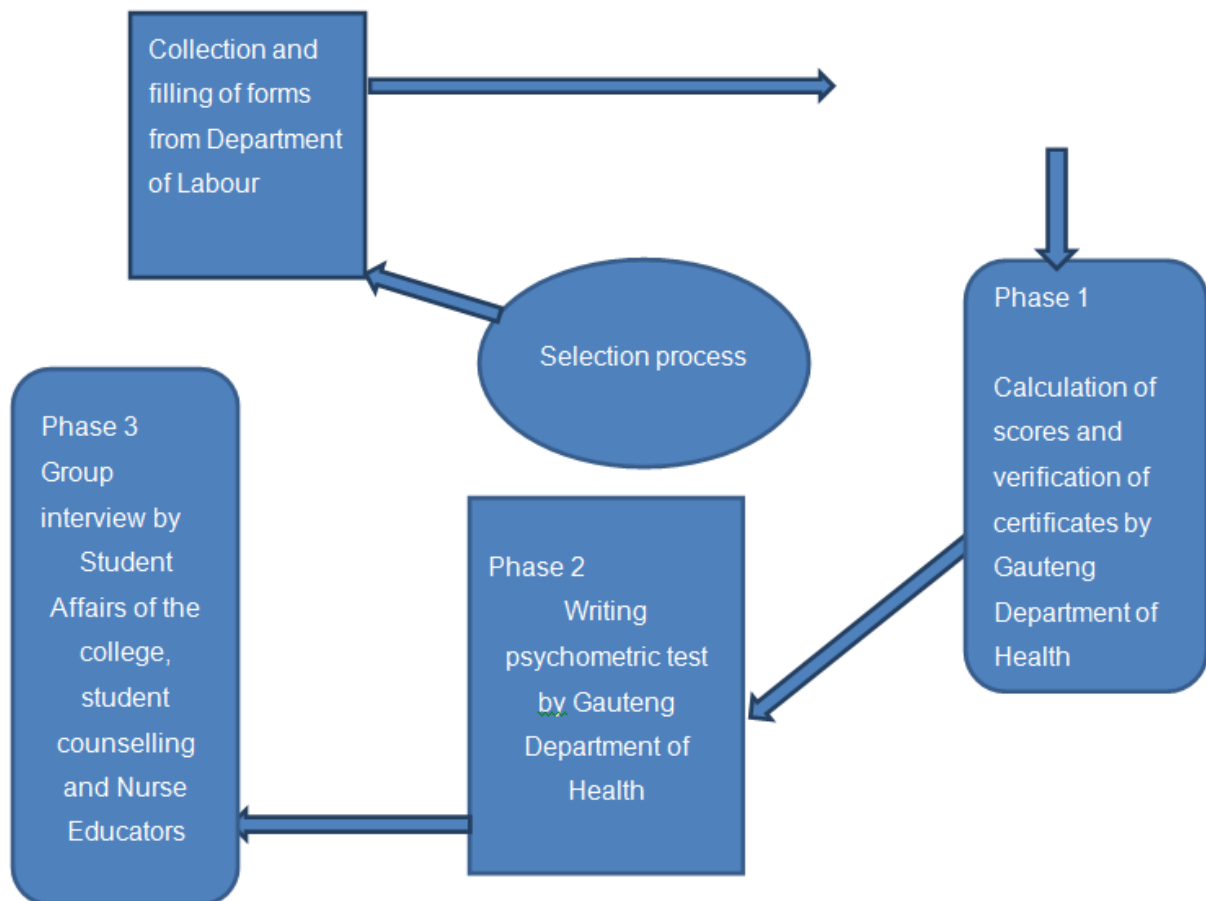 Collection and
filling of forms
from Department
of Labour
Selection process
Phase 1
Calculation of
scores and
verification of
certificates by
Gauteng
Department of
Health
Phase 2
Writing
psychometric test
by Gauteng
Department of
Health
Phase 3
Group
interview by
Student
Affairs of the
college,
student
counselling
and Nurse
Educators